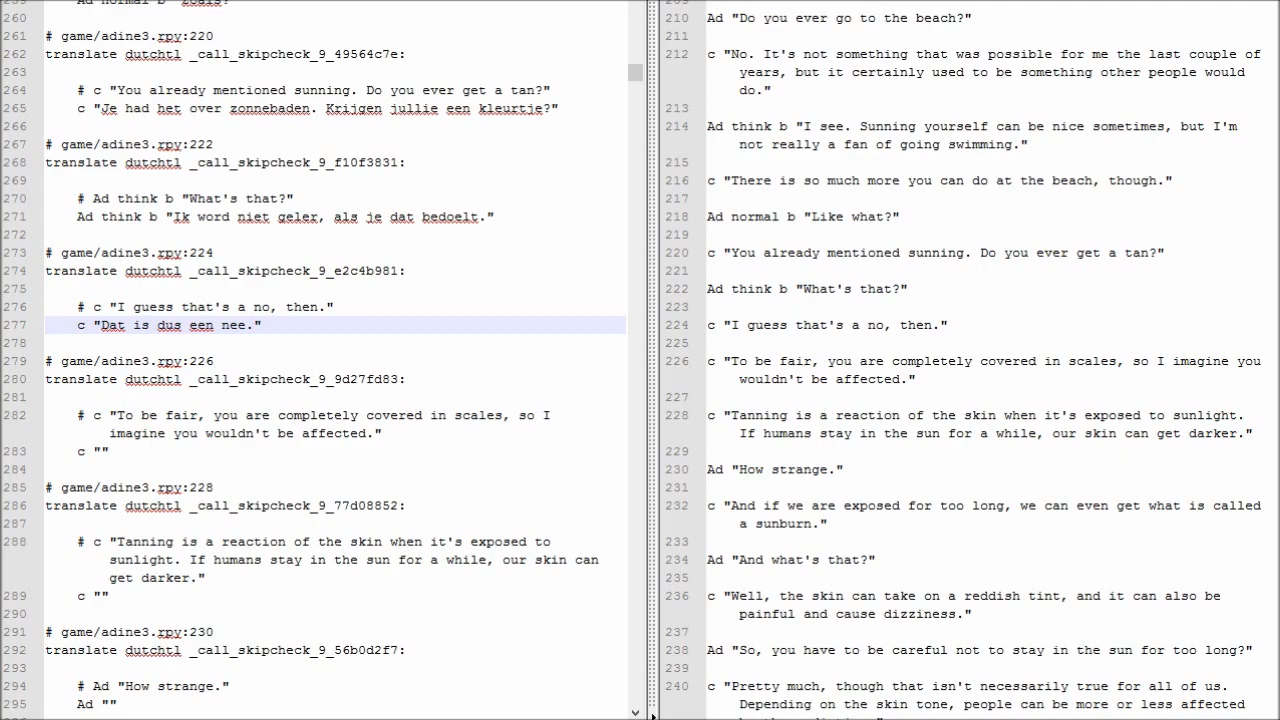 Ad normal b "Zoals?"
260
261 # game/adine3.rpy:220
262 translate dutchtl _call_skipcheck_9_49564c7e:
263
264 # c "You already mentioned sunning. Do you ever get a tan?"
265 c "Je had het over zonnebaden. Krijgen jullie een kleurtje?"
266
267 # game/adine3.rpy:222
268 translate dutchtl _call_skipcheck_9_f10f3831:
269
270 # Ad think b "What's that?"
271 Ad think b "Ik word niet geler, als je dat bedoelt."
272
273 # game/adine3.rpy:224
274 translate dutchtl _call_skipcheck_9_e2c4b981:
275
276 # c "I guess that's a no, then."
277 c "Dat is dus een nee."
278
279 # game/adine3.rpy:226
280 translate dutchtl _call_skipcheck_9_9d27fd83:
281
282 # c "To be fair, you are completely covered in scales, so I
imagine you wouldn't be affected."
283 c ""
284
285 # game/adine3.rpy:228
286 translate dutchtl _call_skipcheck_9_77d08852:
287
288 # c "Tanning is a reaction of the skin when it's exposed to
sunlight. If humans stay in the sun for a while, our skin can
get darker."
289 c ""
290
291 # game/adine3.rpy:230
292 translate dutchtl _call_skipcheck_9_56b0d2f7:
293
294 # Ad "How strange."
295 Ad ""
210 Ad "Do you ever go to the beach?"
211
212 c "No. It's not something that was possible for me the last couple of
years, but it certainly used to be something other people would
do."
213
214 Ad think b "I see. Sunning yourself can be nice sometimes, but I'm
not really a fan of going swimming."
215
216 c "There is so much more you can do at the beach, though."
217
218 Ad normal b "Like what?"
219
220 c "You already mentioned sunning. Do you ever get a tan?"
221
222 Ad think b "What's that?"
223
224 c "I guess that's a no, then."
225
226 c "To be fair, you are completely covered in scales, so I imagine you
wouldn't be affected."
227
228 c "Tanning is a reaction of the skin when it's exposed to sunlight.
If humans stay in the sun for a while, our skin can get darker."
229
230 Ad "How strange."
231
232 c "And if we are exposed for too long, we can even get what is called
a sunburn."
233
234 Ad "And what's that?"
235
236 c "Well, the skin can take on a reddish tint, and it can also be
painful and cause dizziness."
237
238 Ad "So, you have to be careful not to stay in the sun for too long?"
239
240 c "Pretty much, though that isn't necessarily true for all of us.
Depending on the skin tone, people can be more or less affected